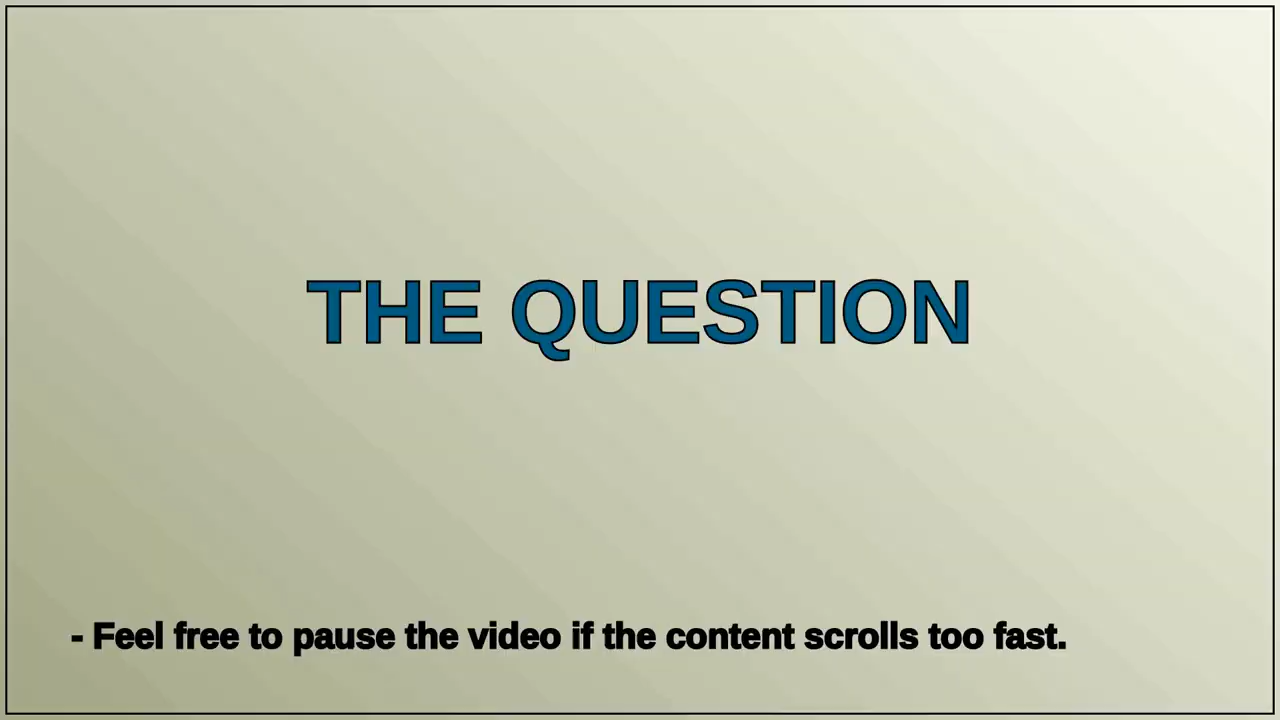 THE QUESTION
- Feel free to pause the video if the content scrolls too fast.